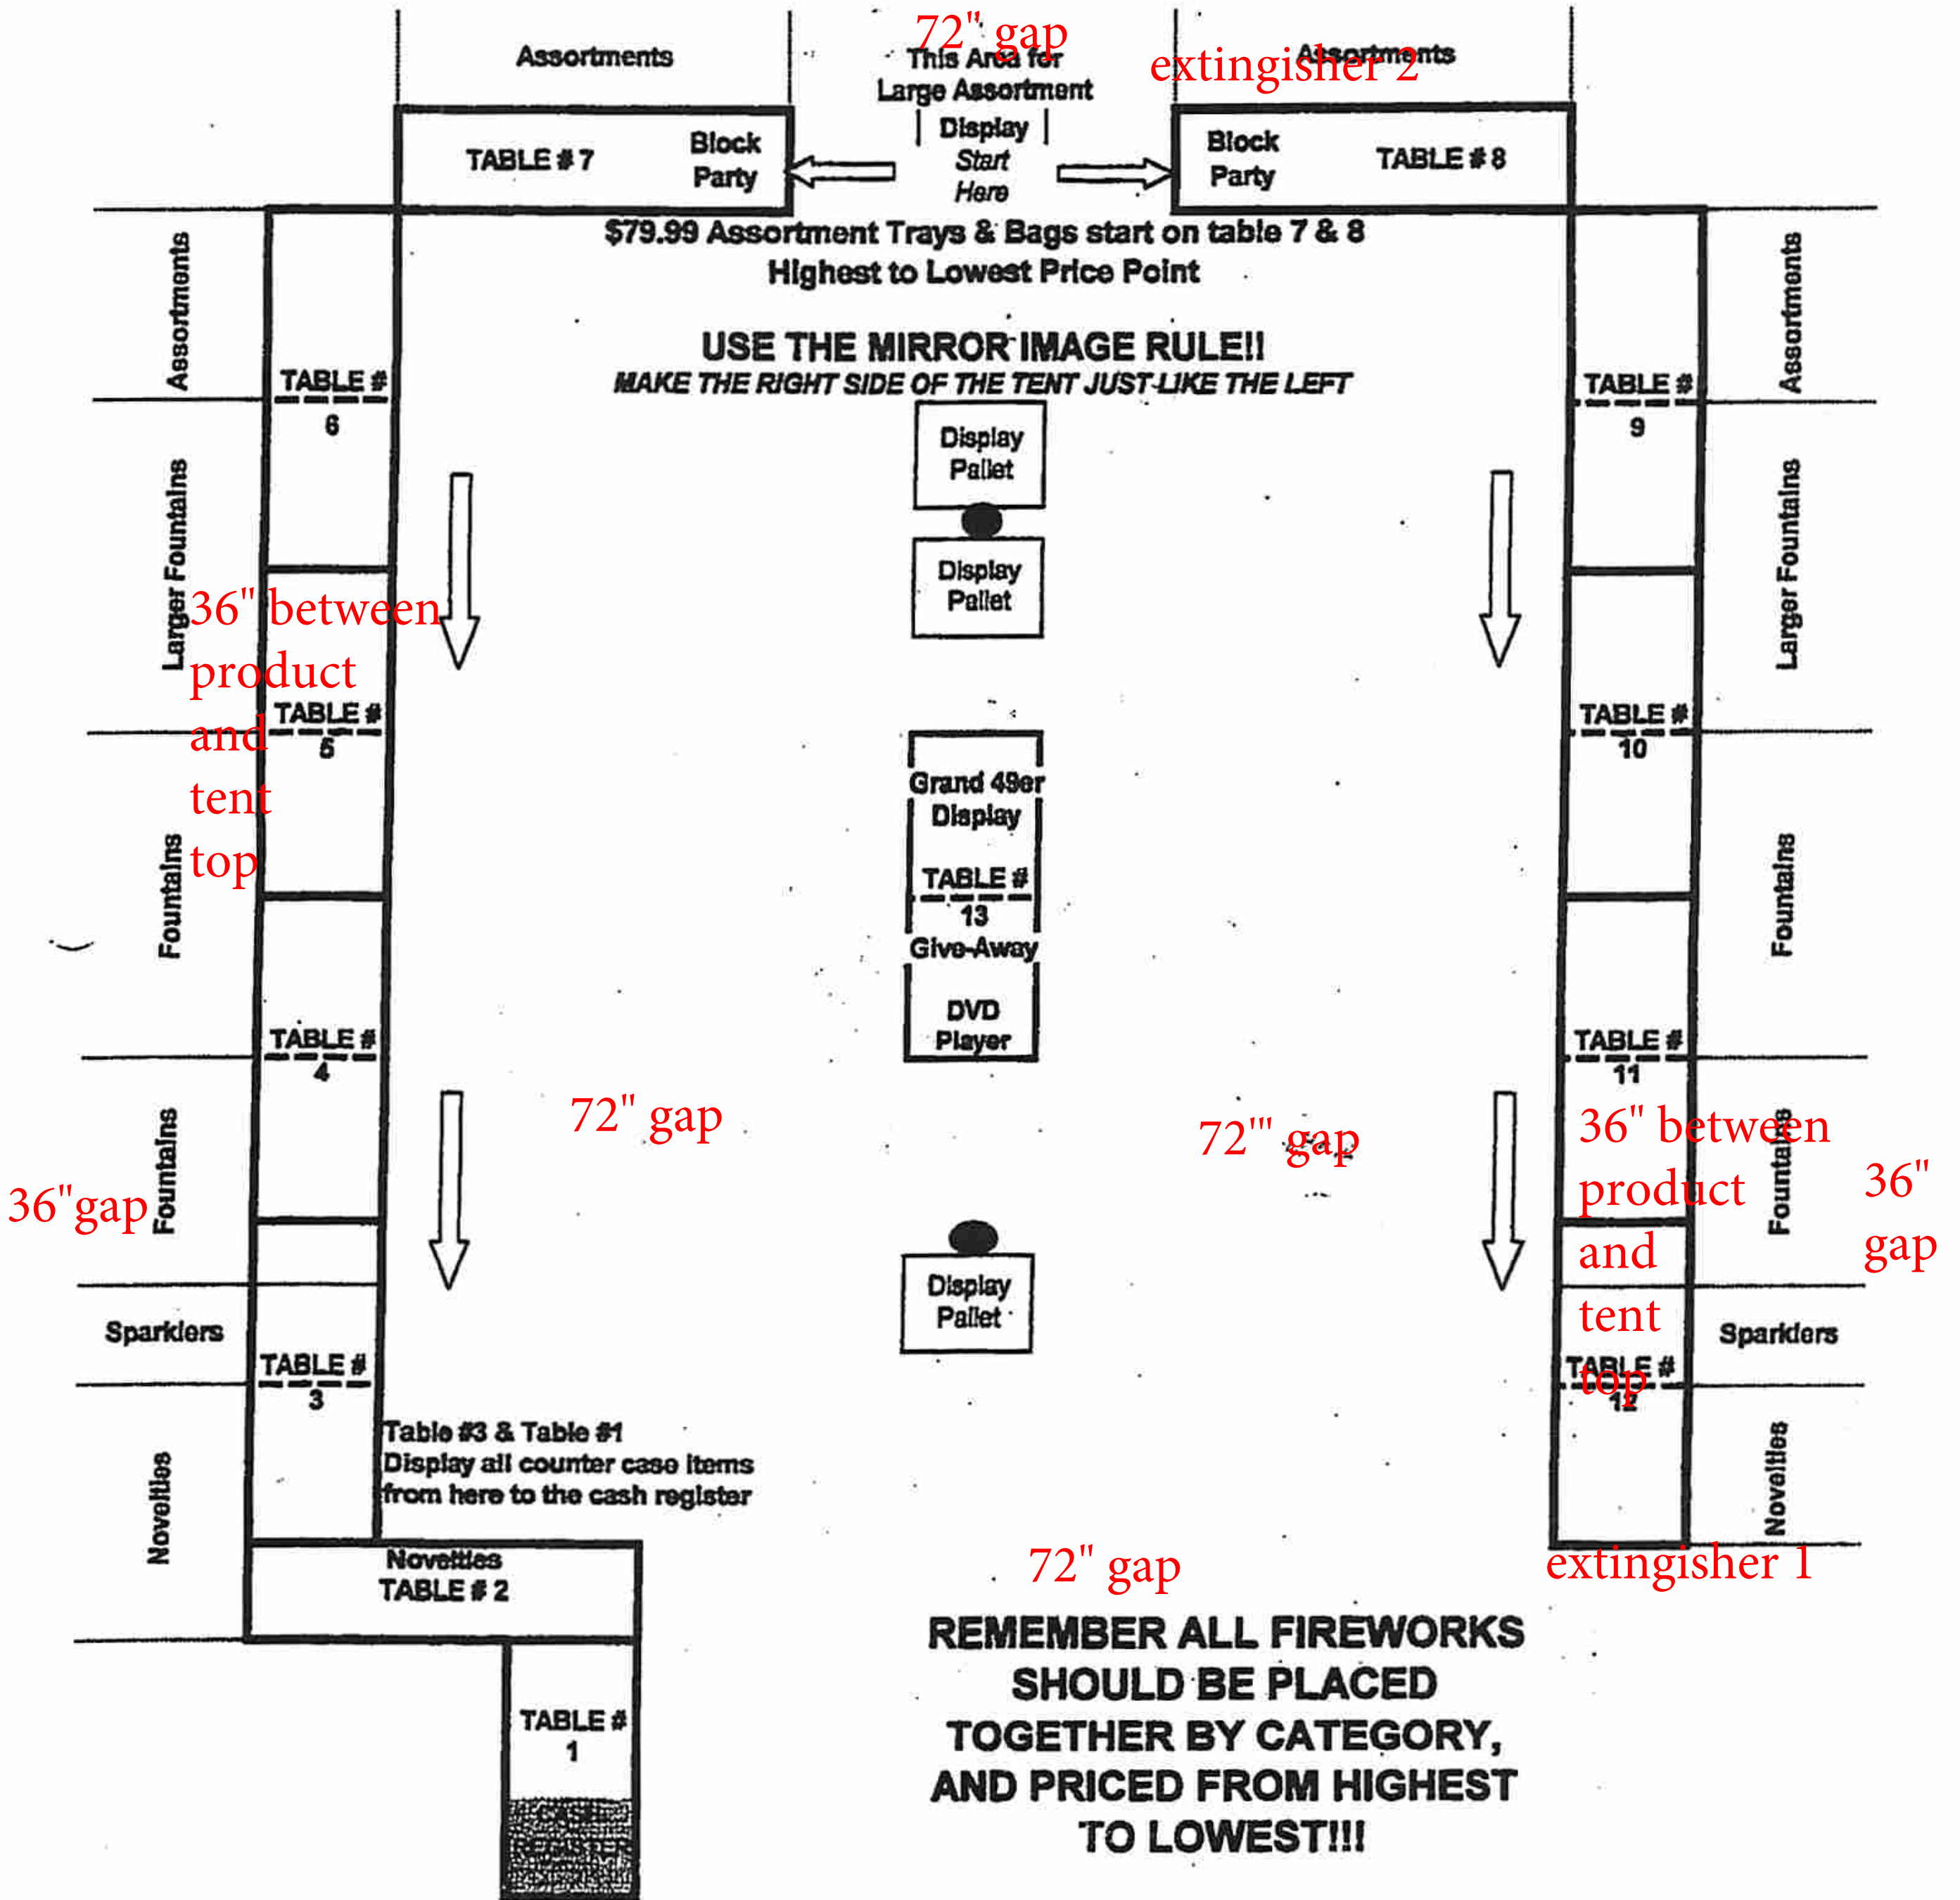 72" gap
Assortments
This Area for
extingisher 2
Assortments
Large Assortment
Display
Start
Here
TABLE # 7
Block
Party
Block
Party
TABLE # 8
$79.99 Assortment Trays & Bags start on table 7 & 8
Highest to Lowest Price Point
USE THE MIRROR IMAGE RULE!!
MAKE THE RIGHT SIDE OF THE TENT JUST LIKE THE LEFT
Assortments
TABLE #
6
Display
Pallet
Display
Pallet
TABLE #
9
Assortments
Larger Fountains
36" between
product
and
tent
top
TABLE #
5
Grand 49er
Display
TABLE #
13
Give-Away
DVD
Player
TABLE #
10
Larger Fountains
Fountains
TABLE #
4
TABLE #
11
Fountains
72" gap
72"' gap
36" between
product
and
tent
top
36"gap
Fountains
Fountains
36"
gap
Sparklers
TABLE #
3
Display
Pallet
TABLE #
12
Sparklers
Novelties
Table #3 & Table #1
Display all counter case items
from here to the cash register
Novelties
Novelties
TABLE # 2
72" gap
extingisher 1
REMEMBER ALL FIREWORKS
SHOULD BE PLACED
TOGETHER BY CATEGORY,
AND PRICED FROM HIGHEST
TO LOWEST!!!
TABLE #
1
CASH
REGISTER